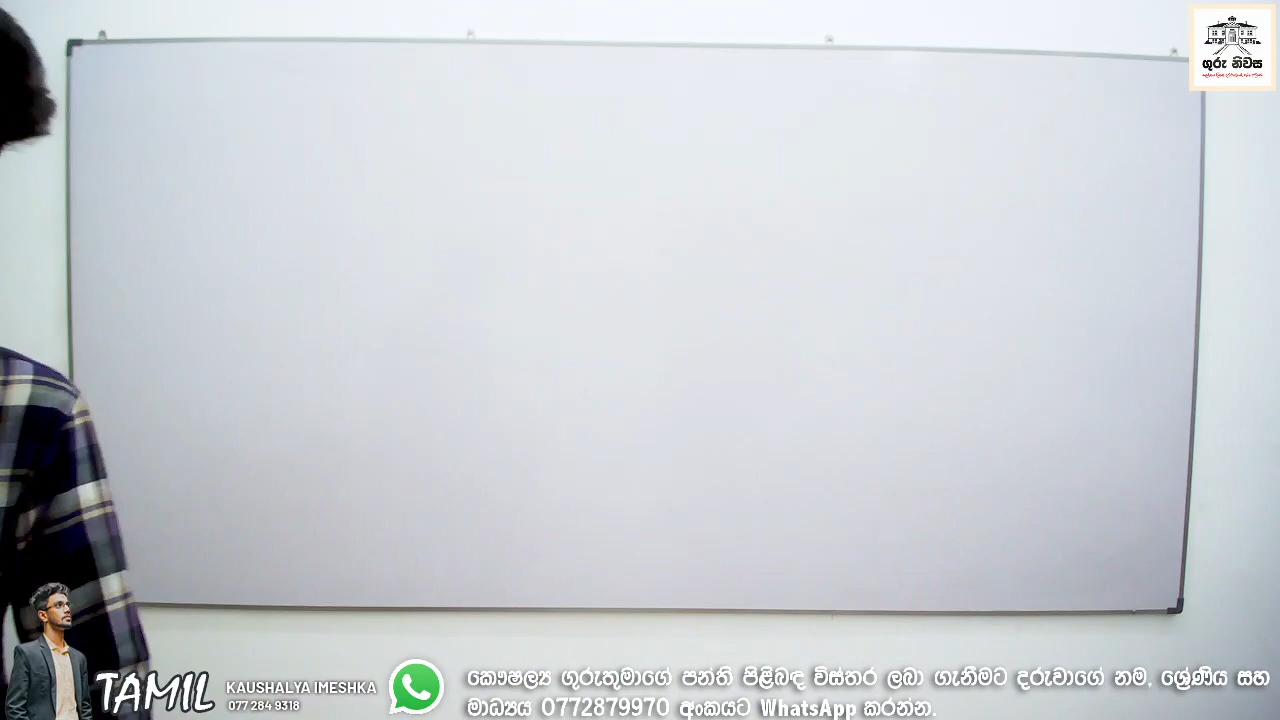 ගුරු නිවස
TAMIL
KAUSHALYA IMESHKA
077 284 9318
කෞෂල්‍ය ගුරුතුමාගේ පන්ති පිළිබඳ විස්තර ලබා ගැනීමට දරුවාගේ නම, ශ්‍රේණිය සහ
මාධ්‍යය 0772879970 අංකයට WhatsApp කරන්න.